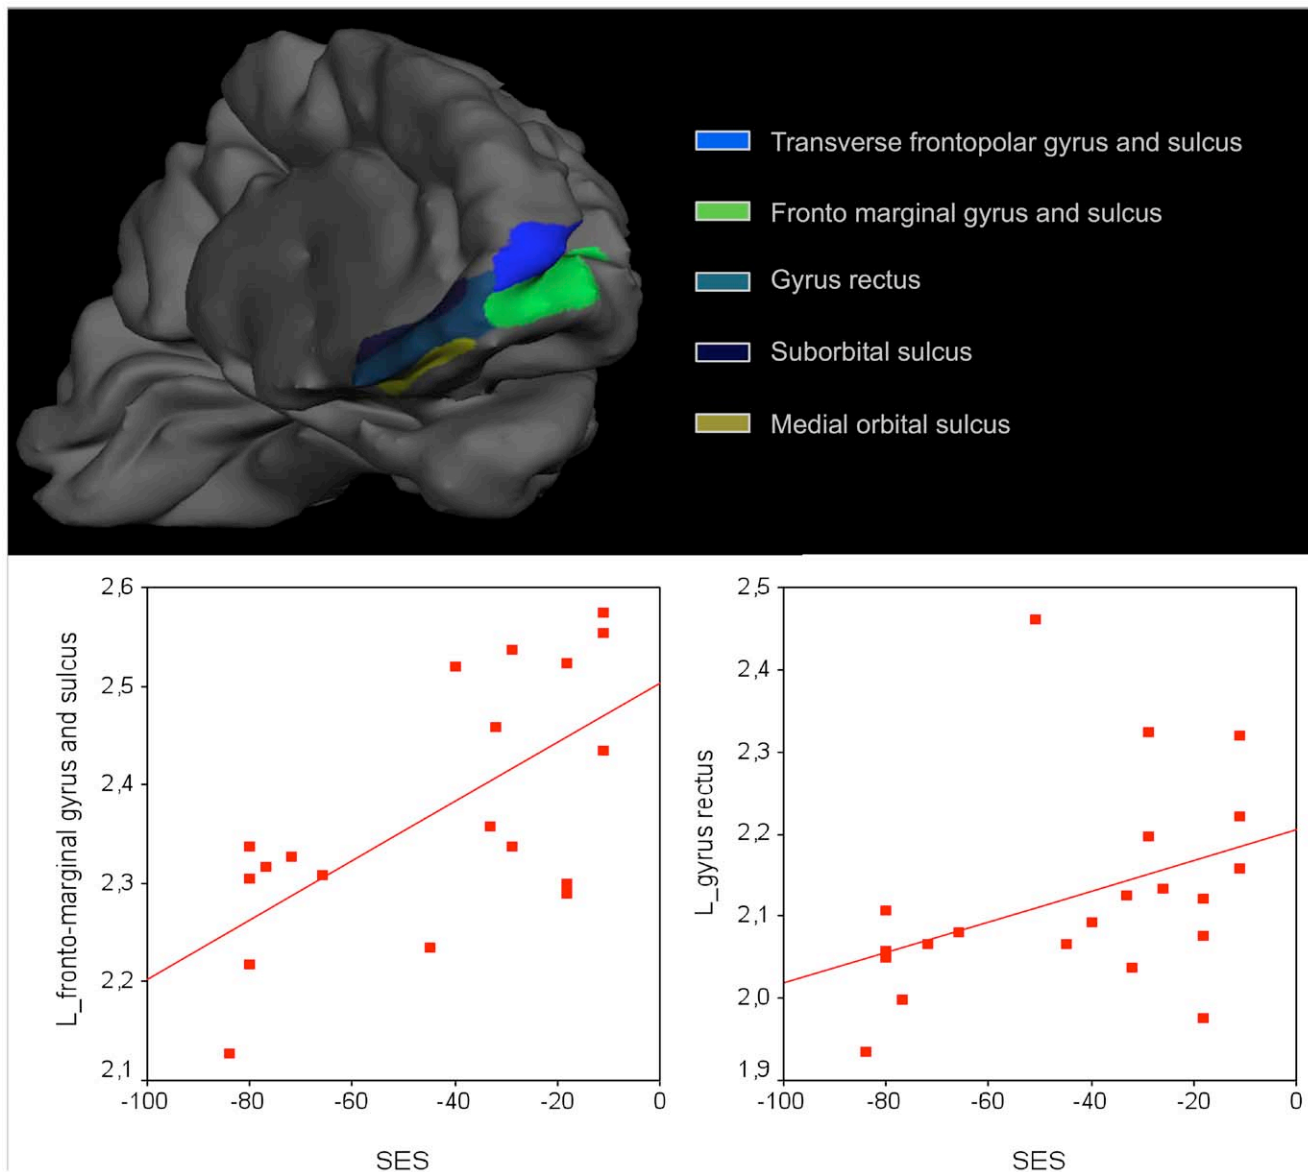 Transverse frontopolar gyrus and sulcus
Fronto marginal gyrus and sulcus
Gyrus rectus
Suborbital sulcus
Medial orbital sulcus
L_fronto-marginal gyrus and sulcus
2,6
2,5
2,4
2,3
2,2
2,1
-100
-80
-60
-40
-20
0
SES
L_gyrus rectus
2,5
2,4
2,3
2,2
2,1
2,0
1,9
-100
-80
-60
-40
-20
0
SES